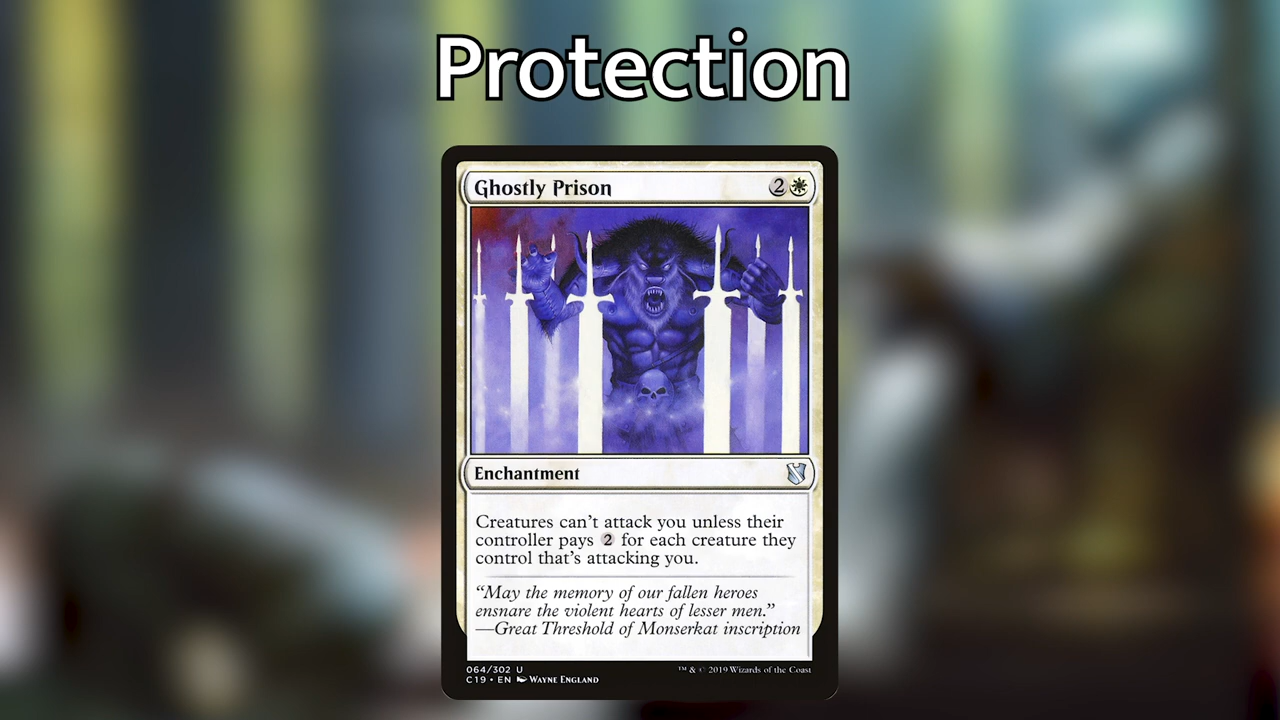 Protection
Ghostly Prison 2
Enchantment
Creatures can't attack you unless their
controller pays 2 for each creature they
control that's attacking you.
“May the memory of our fallen heroes
ensnare the violent hearts of lesser men.”
—Great Threshold of Monserkat inscription
064/302 U
C19 • EN Wayne England
™ & © 2019 Wizards of the Coast